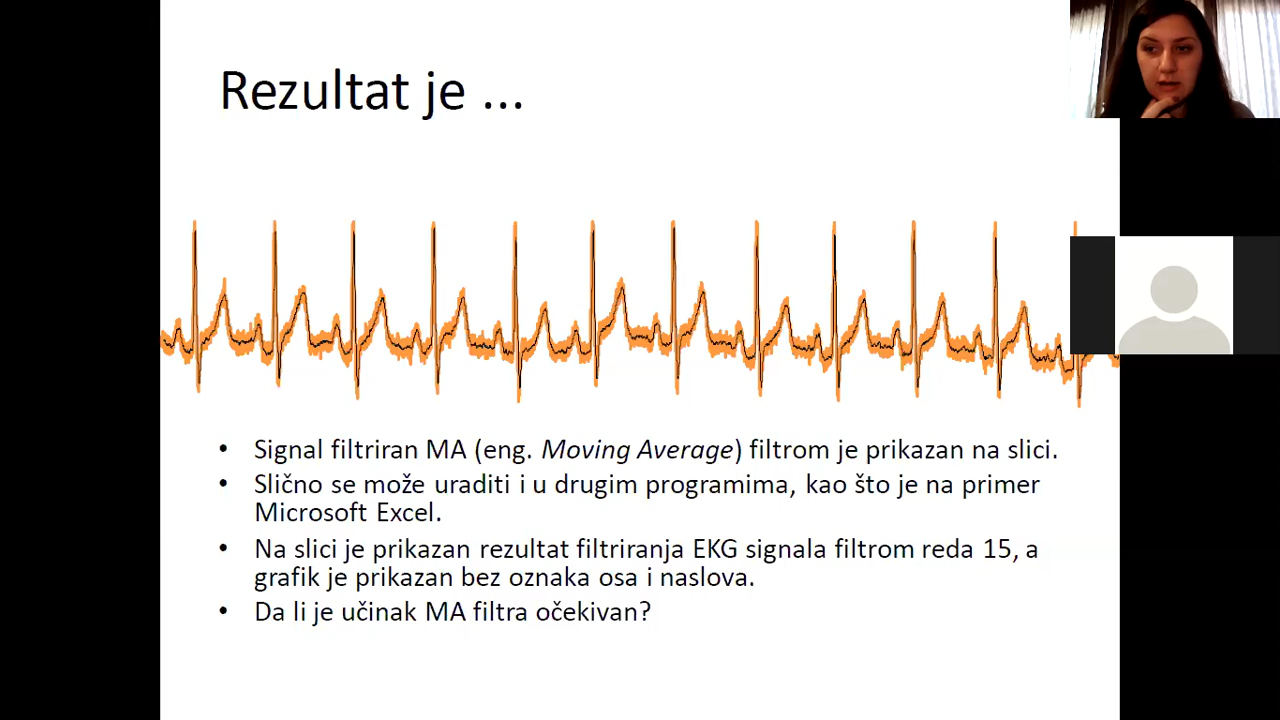 Rezultat je ...
• Signal filtriran MA (eng. Moving Average) filtrom je prikazan na slici.
• Slično se može uraditi i u drugim programima, kao što je na primer
Microsoft Excel.
• Na slici je prikazan rezultat filtriranja EKG signala filtrom reda 15, a
grafik je prikazan bez oznaka osa i naslova.
• Da li je učinak MA filtra očekivan?